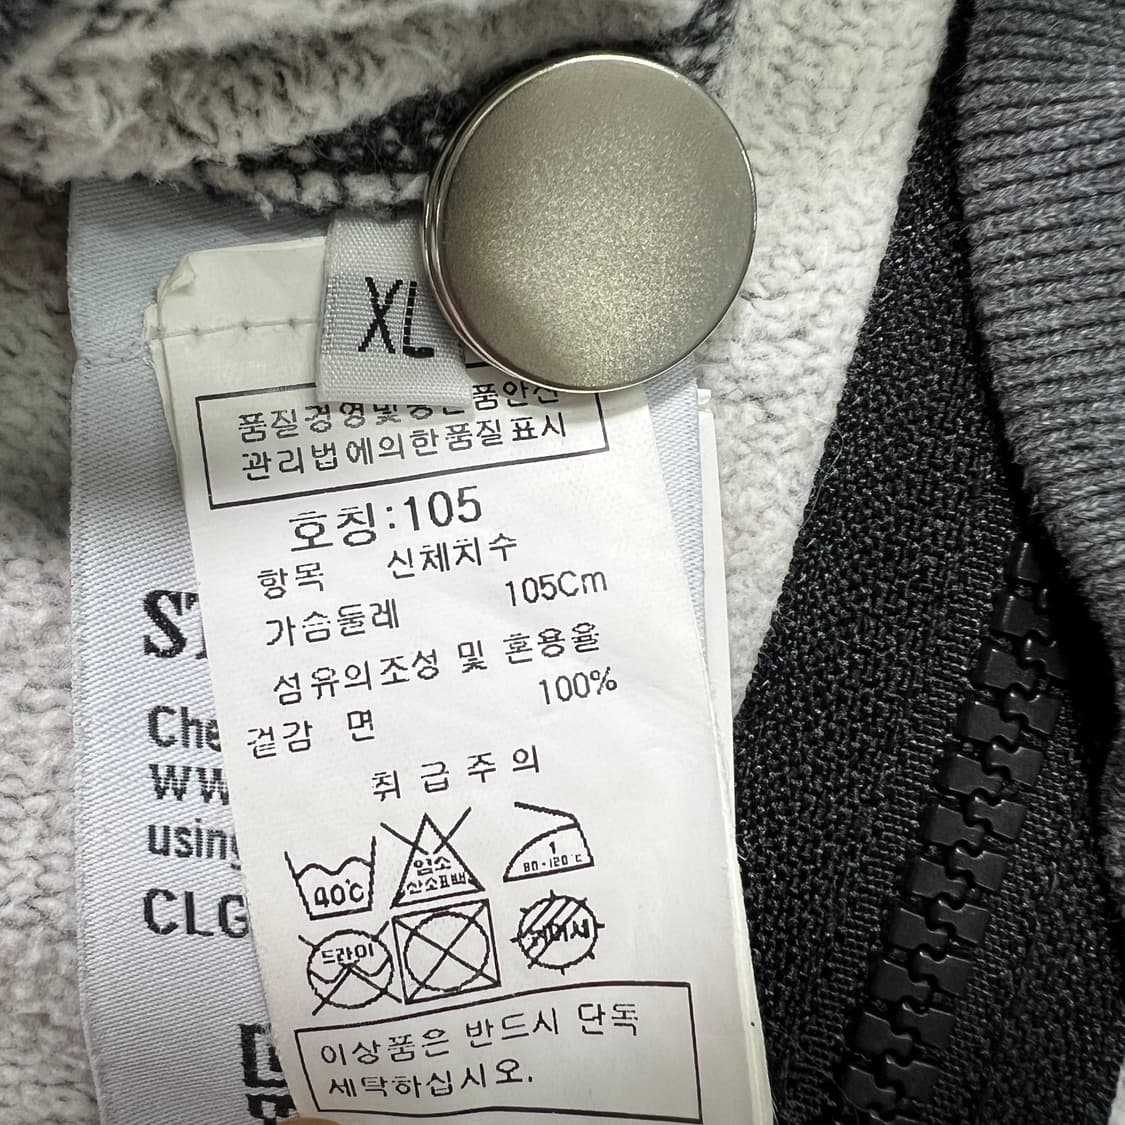 XL
품질경영및공산품안전
관리법에의한품질표시
호칭:105
항목 신체치수
가슴둘레 105Cm
섬유의조성 및 혼용율
겉감 면 100%
취급주의
40℃
염소
산소표백
1
80-120℃
드라이
이상품은 반드시 단독
세탁하십시오.
ST
Che
WW
using
CLG